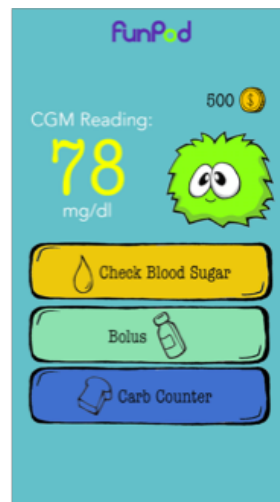 FunPod
500
CGM Reading:
78
mg/dl
Check Blood Sugar
Bolus
Carb Counter